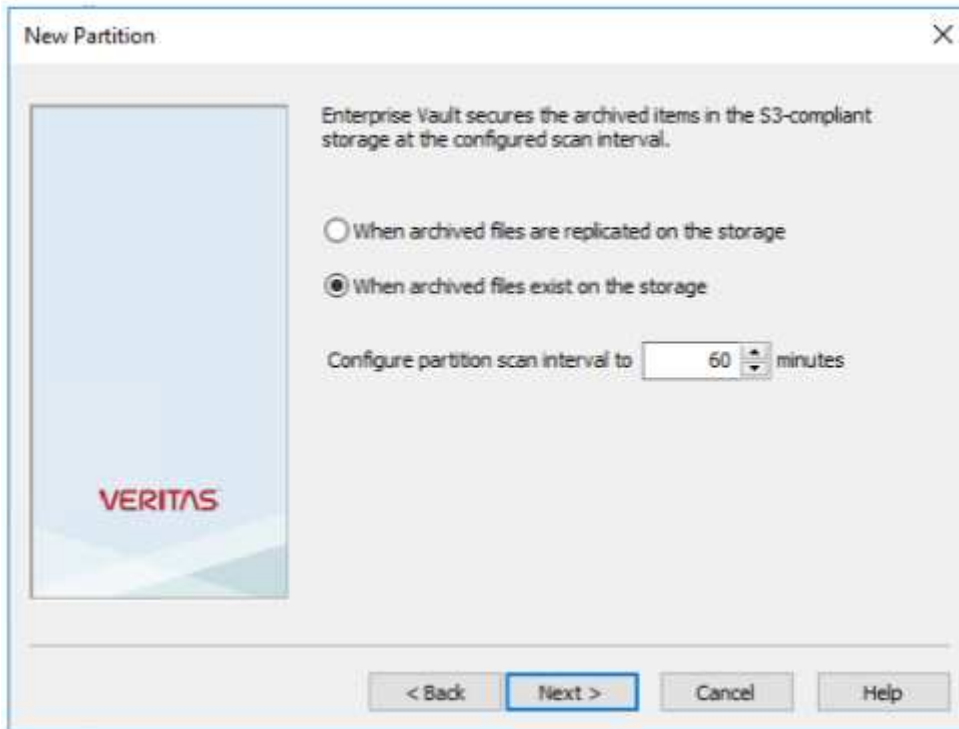 New Partition
Enterprise Vault secures the archived items in the S3-compliant
storage at the configured scan interval.
When archived files are replicated on the storage
When archived files exist on the storage
Configure partition scan interval to 60 minutes
VERITAS
< Back Next > Cancel Help